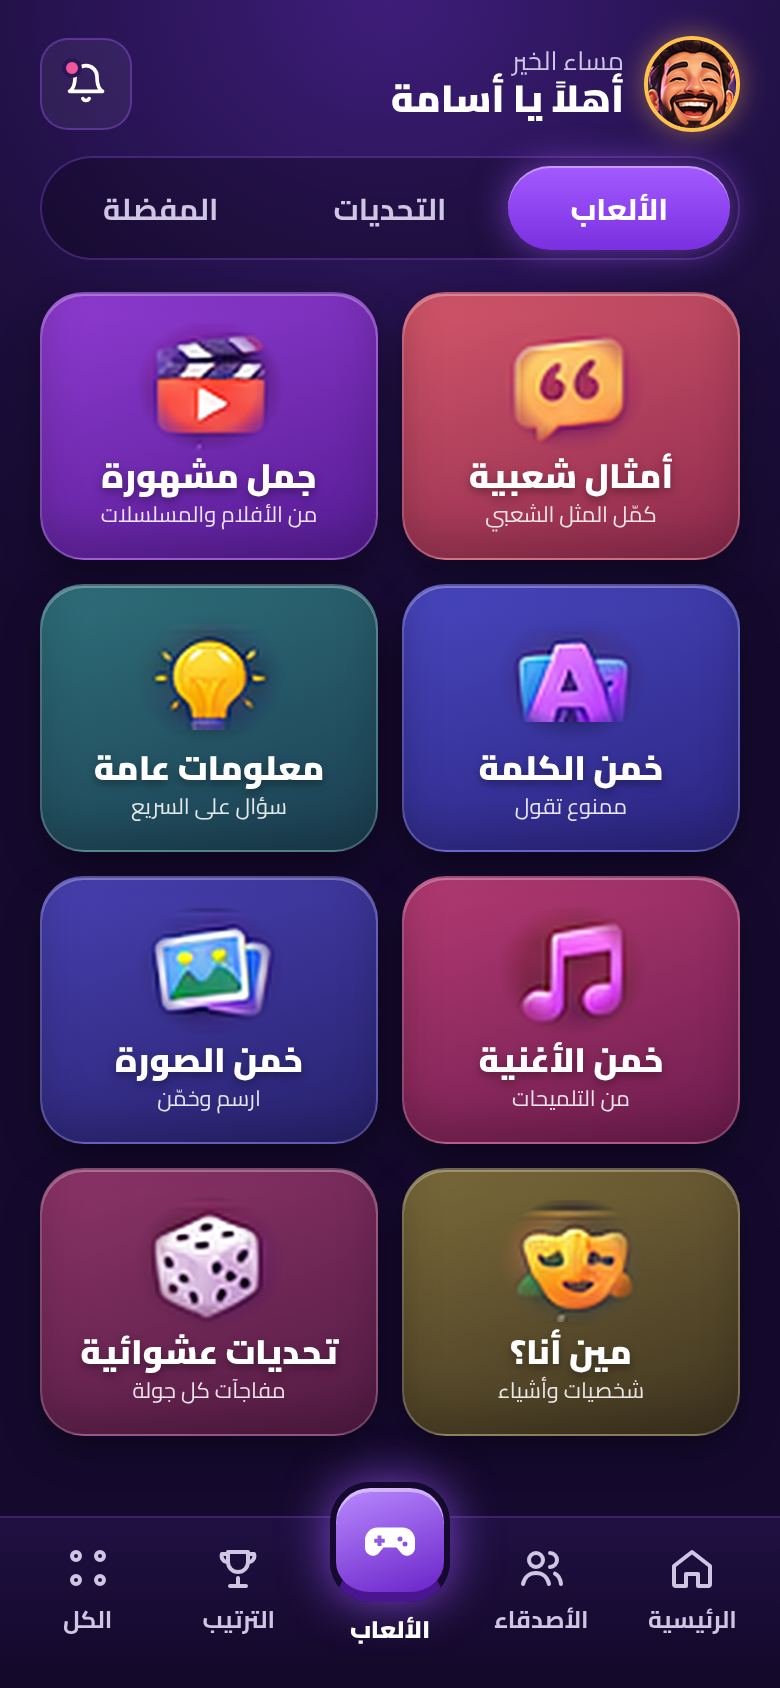 مساء الخير
أهلاً يا أسامة
الألعاب
التحديات
المفضلة
أمثال شعبية
كمّل المثل الشعبي
جمل مشهورة
من الأفلام والمسلسلات
A
خمن الكلمة
ممنوع تقول
معلومات عامة
سؤال على السريع
خمن الأغنية
من التلميحات
خمن الصورة
ارسم وخمّن
مين أنا؟
شخصيات وأشياء
تحديات عشوائية
مفاجآت كل جولة
الرئيسية
الأصدقاء
الألعاب
الترتيب
الكل